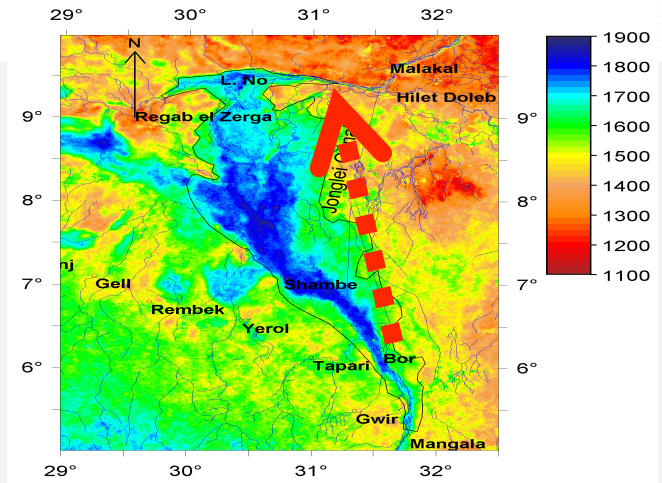 29° 30° 31° 32°
N
L. No
Malakal
Hilet Doleb
Regab el Zerga
9° 9°
Jonglei
8° 8°
nj
Gell
Shambe
7° 7°
Rembek
Yerol
Tapari
Bor
6° 6°
Gwir
Mangala
29° 30° 31° 32°
1900
1800
1700
1600
1500
1400
1300
1200
1100